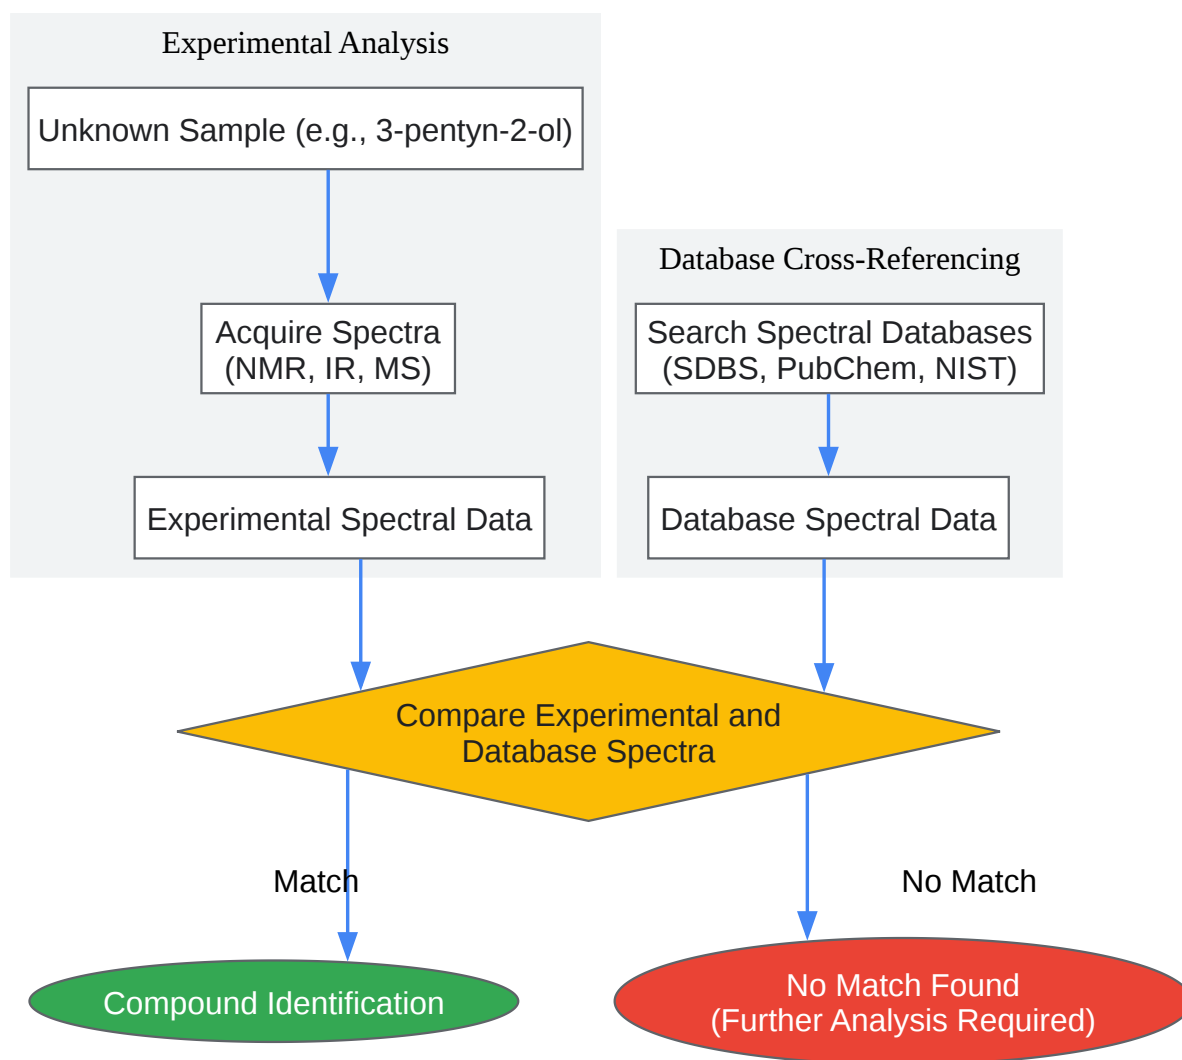 Experimental Analysis
Unknown Sample (e.g., 3-pentyn-2-ol)
Acquire Spectra
(NMR, IR, MS)
Experimental Spectral Data
Database Cross-Referencing
Search Spectral Databases
(SDBS, PubChem, NIST)
Database Spectral Data
Compare Experimental and
Database Spectra
Match
No Match
Compound Identification
No Match Found
(Further Analysis Required)